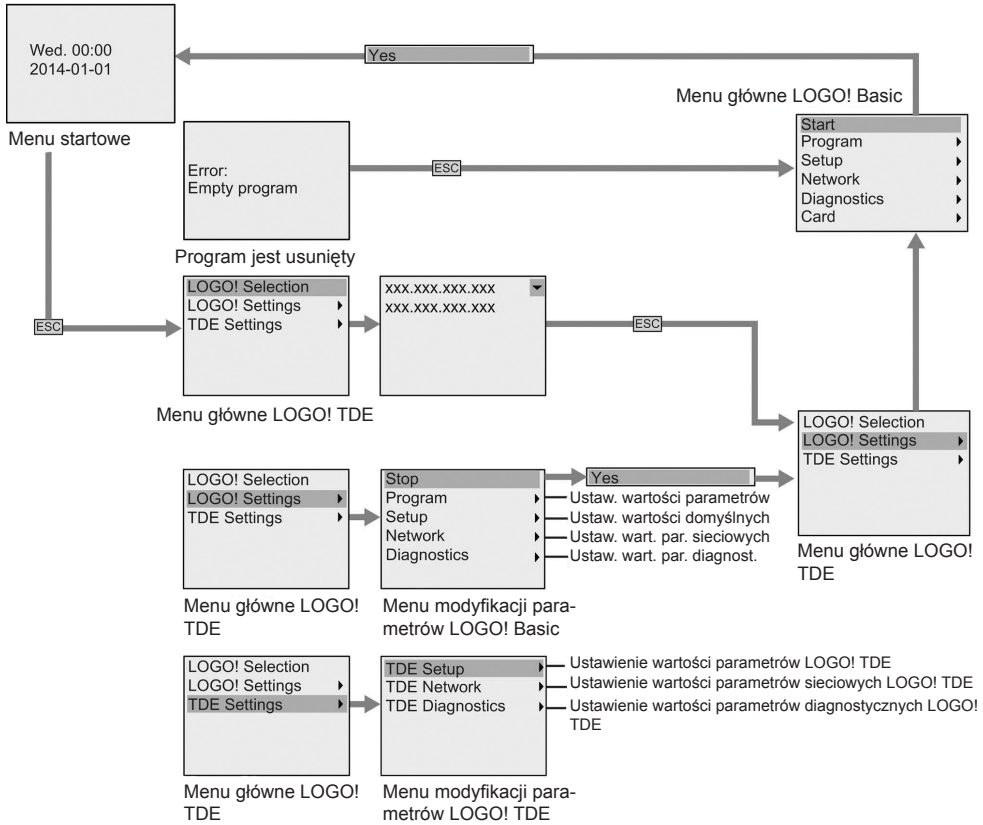 Wed. 00:00
2014-01-01
Menu startowe
Yes
Menu główne LOGO! Basic
Start
Program
Setup
Network
Diagnostics
Card
Error:
Empty program
Program jest usunięty
ESC
ESC
LOGO! Selection
LOGO! Settings
TDE Settings
Menu główne LOGO! TDE
xxx.xxx.xxx.xxx
xxx.xxx.xxx.xxx
ESC
LOGO! Selection
LOGO! Settings
TDE Settings
Menu główne LOGO!
TDE
LOGO! Selection
LOGO! Settings
TDE Settings
Menu główne LOGO!
TDE
Stop
Program
Setup
Network
Diagnostics
Menu modyfikacji para-
metrów LOGO! Basic
Yes
Ustaw. wartości parametrów
Ustaw. wartości domyślnych
Ustaw. wart. par. sieciowych
Ustaw. wart. par. diagnost.
LOGO! Selection
LOGO! Settings
TDE Settings
Menu główne LOGO!
TDE
TDE Setup
TDE Network
TDE Diagnostics
Menu modyfikacji para-
metrów LOGO! TDE
Ustawienie wartości parametrów LOGO! TDE
Ustawienie wartości parametrów sieciowych LOGO! TDE
Ustawienie wartości parametrów diagnostycznych LOGO!
TDE